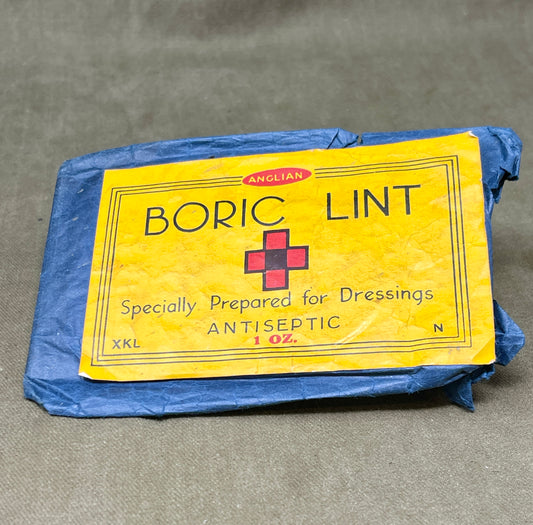 ANGLIAN
BORIC LINT
Specially Prepared for Dressings
ANTISEPTIC
XKL 1 OZ. N